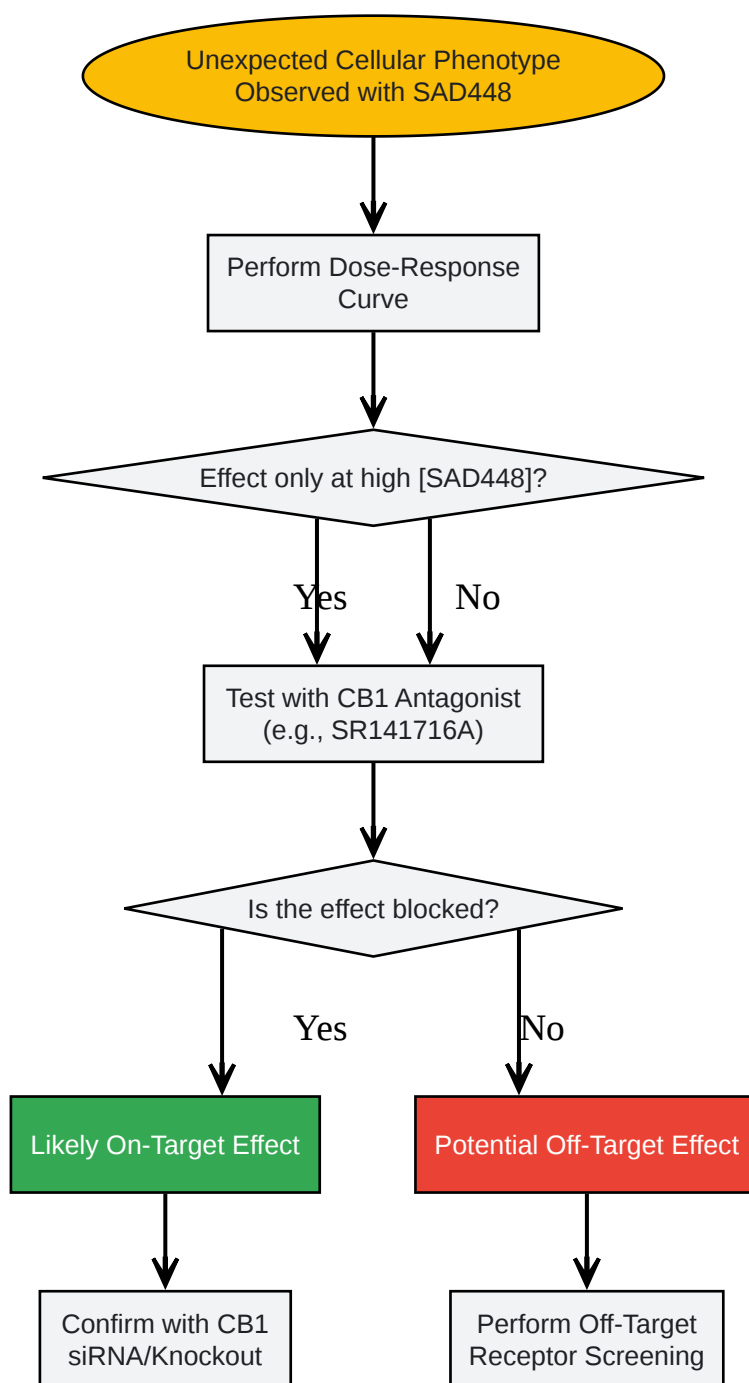 Unexpected Cellular Phenotype
Observed with SAD448
Perform Dose-Response
Curve
Effect only at high [SAD448]?
Yes
No
Test with CB1 Antagonist
(e.g., SR141716A)
Is the effect blocked?
Yes
No
Likely On-Target Effect
Potential Off-Target Effect
Confirm with CB1
siRNA/Knockout
Perform Off-Target
Receptor Screening